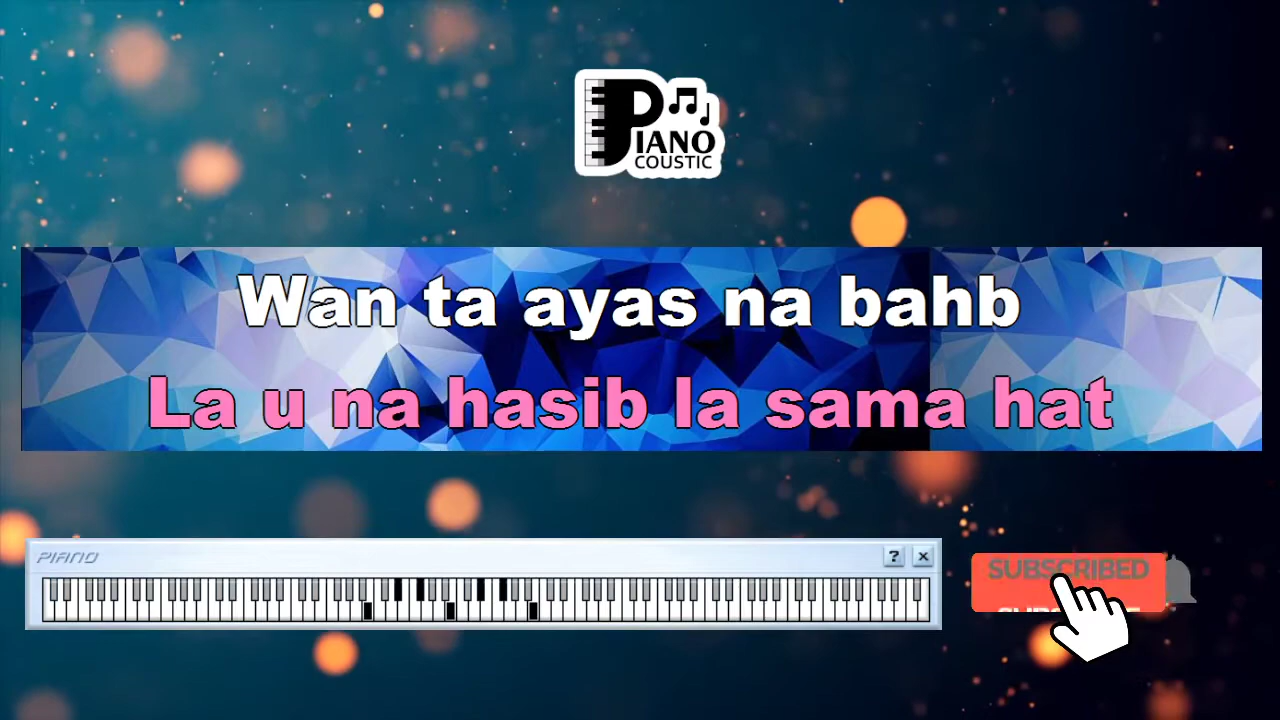 PIANO
COUSTIC
Wan ta ayas na bahb
La u na hasib la sama hat
PIANO
? ×
SUBSCRIBED